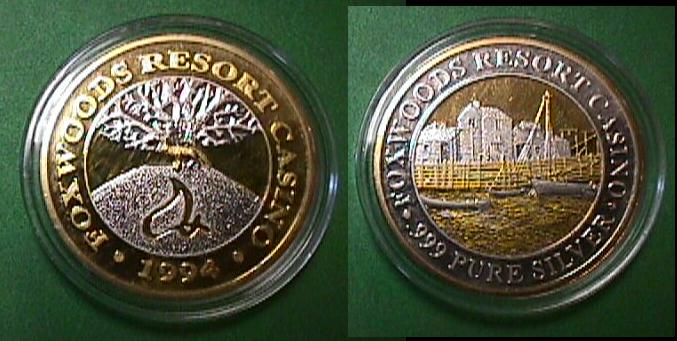 FOXWOODS RESORT CASINO
• 1994 •
FOXWOODS RESORT CASINO
• .999 PURE SILVER •